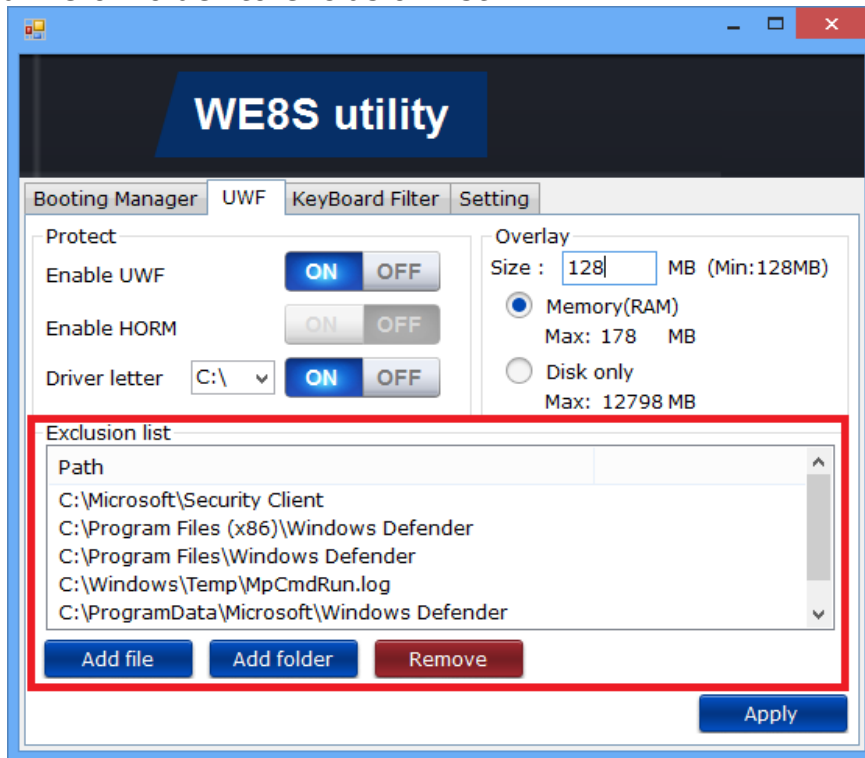 WE8S utility
Booting Manager UWF KeyBoard Filter Setting
Protect
Enable UWF ON OFF
Enable HORM ON OFF
Driver letter C:\ ON OFF
Overlay
Size : 128 MB (Min:128MB)
Memory(RAM)
Max: 178 MB
Disk only
Max: 12798 MB
Exclusion list
Path
C:\Microsoft\Security Client
C:\Program Files (x86)\Windows Defender
C:\Program Files\Windows Defender
C:\Windows\Temp\MpCmdRun.log
C:\ProgramData\Microsoft\Windows Defender
Add file Add folder Remove
Apply